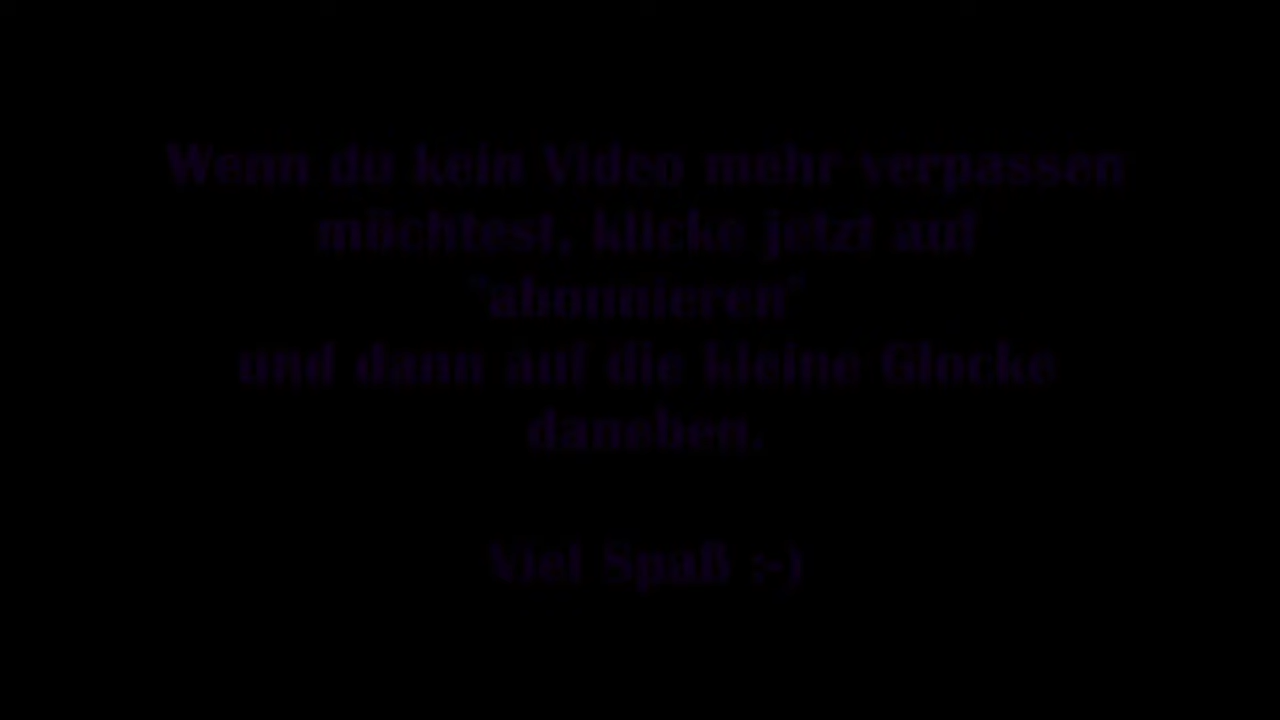 Wenn du kein Video mehr verpassen
möchtest, klicke jetzt auf
"abonnieren"
und dann auf die kleine Glocke
daneben.
Viel Spaß :-)